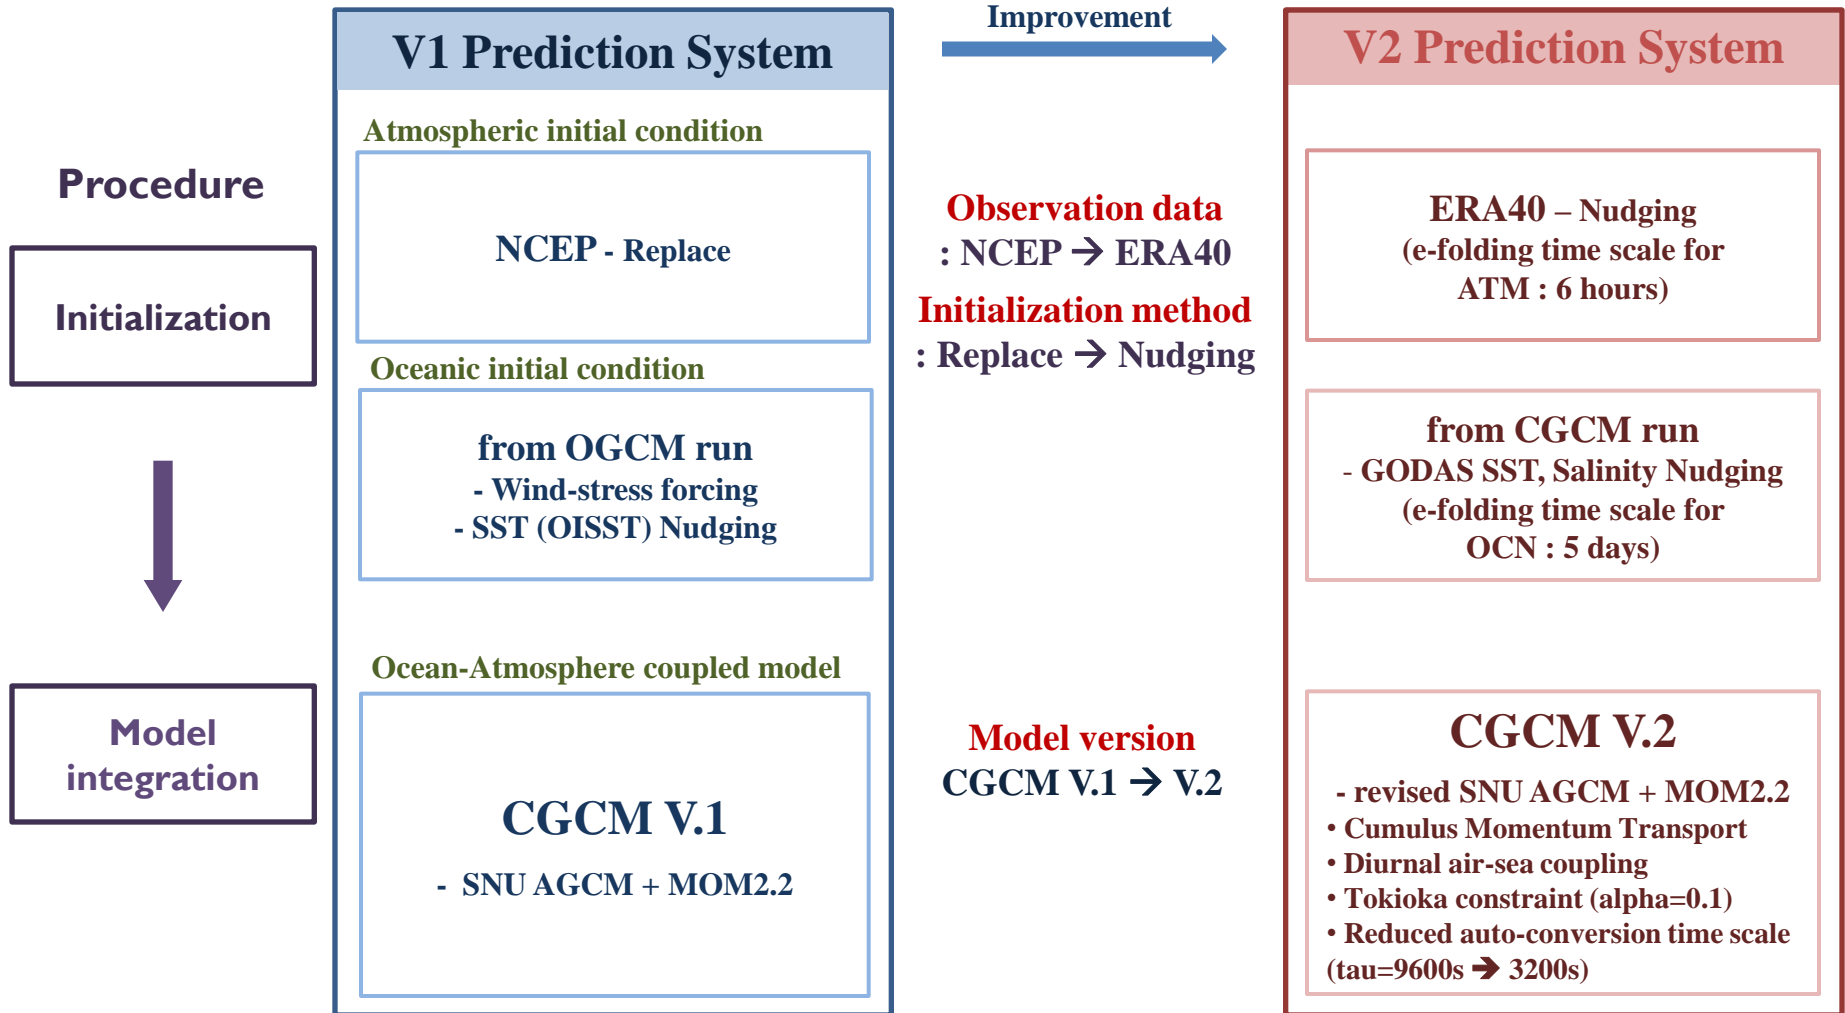 Procedure
Initialization
Model
integration
V1 Prediction System
Atmospheric initial condition
NCEP - Replace
Oceanic initial condition
from OGCM run
- Wind-stress forcing
- SST (OISST) Nudging
Ocean-Atmosphere coupled model
CGCM V.1
- SNU AGCM + MOM2.2
Improvement
Observation data
: NCEP → ERA40
Initialization method
: Replace → Nudging
Model version
CGCM V.1 → V.2
V2 Prediction System
ERA40 – Nudging
(e-folding time scale for
ATM : 6 hours)
from CGCM run
- GODAS SST, Salinity Nudging
(e-folding time scale for
OCN : 5 days)
CGCM V.2
- revised SNU AGCM + MOM2.2
• Cumulus Momentum Transport
• Diurnal air-sea coupling
• Tokioka constraint (alpha=0.1)
• Reduced auto-conversion time scale
(tau=9600s → 3200s)